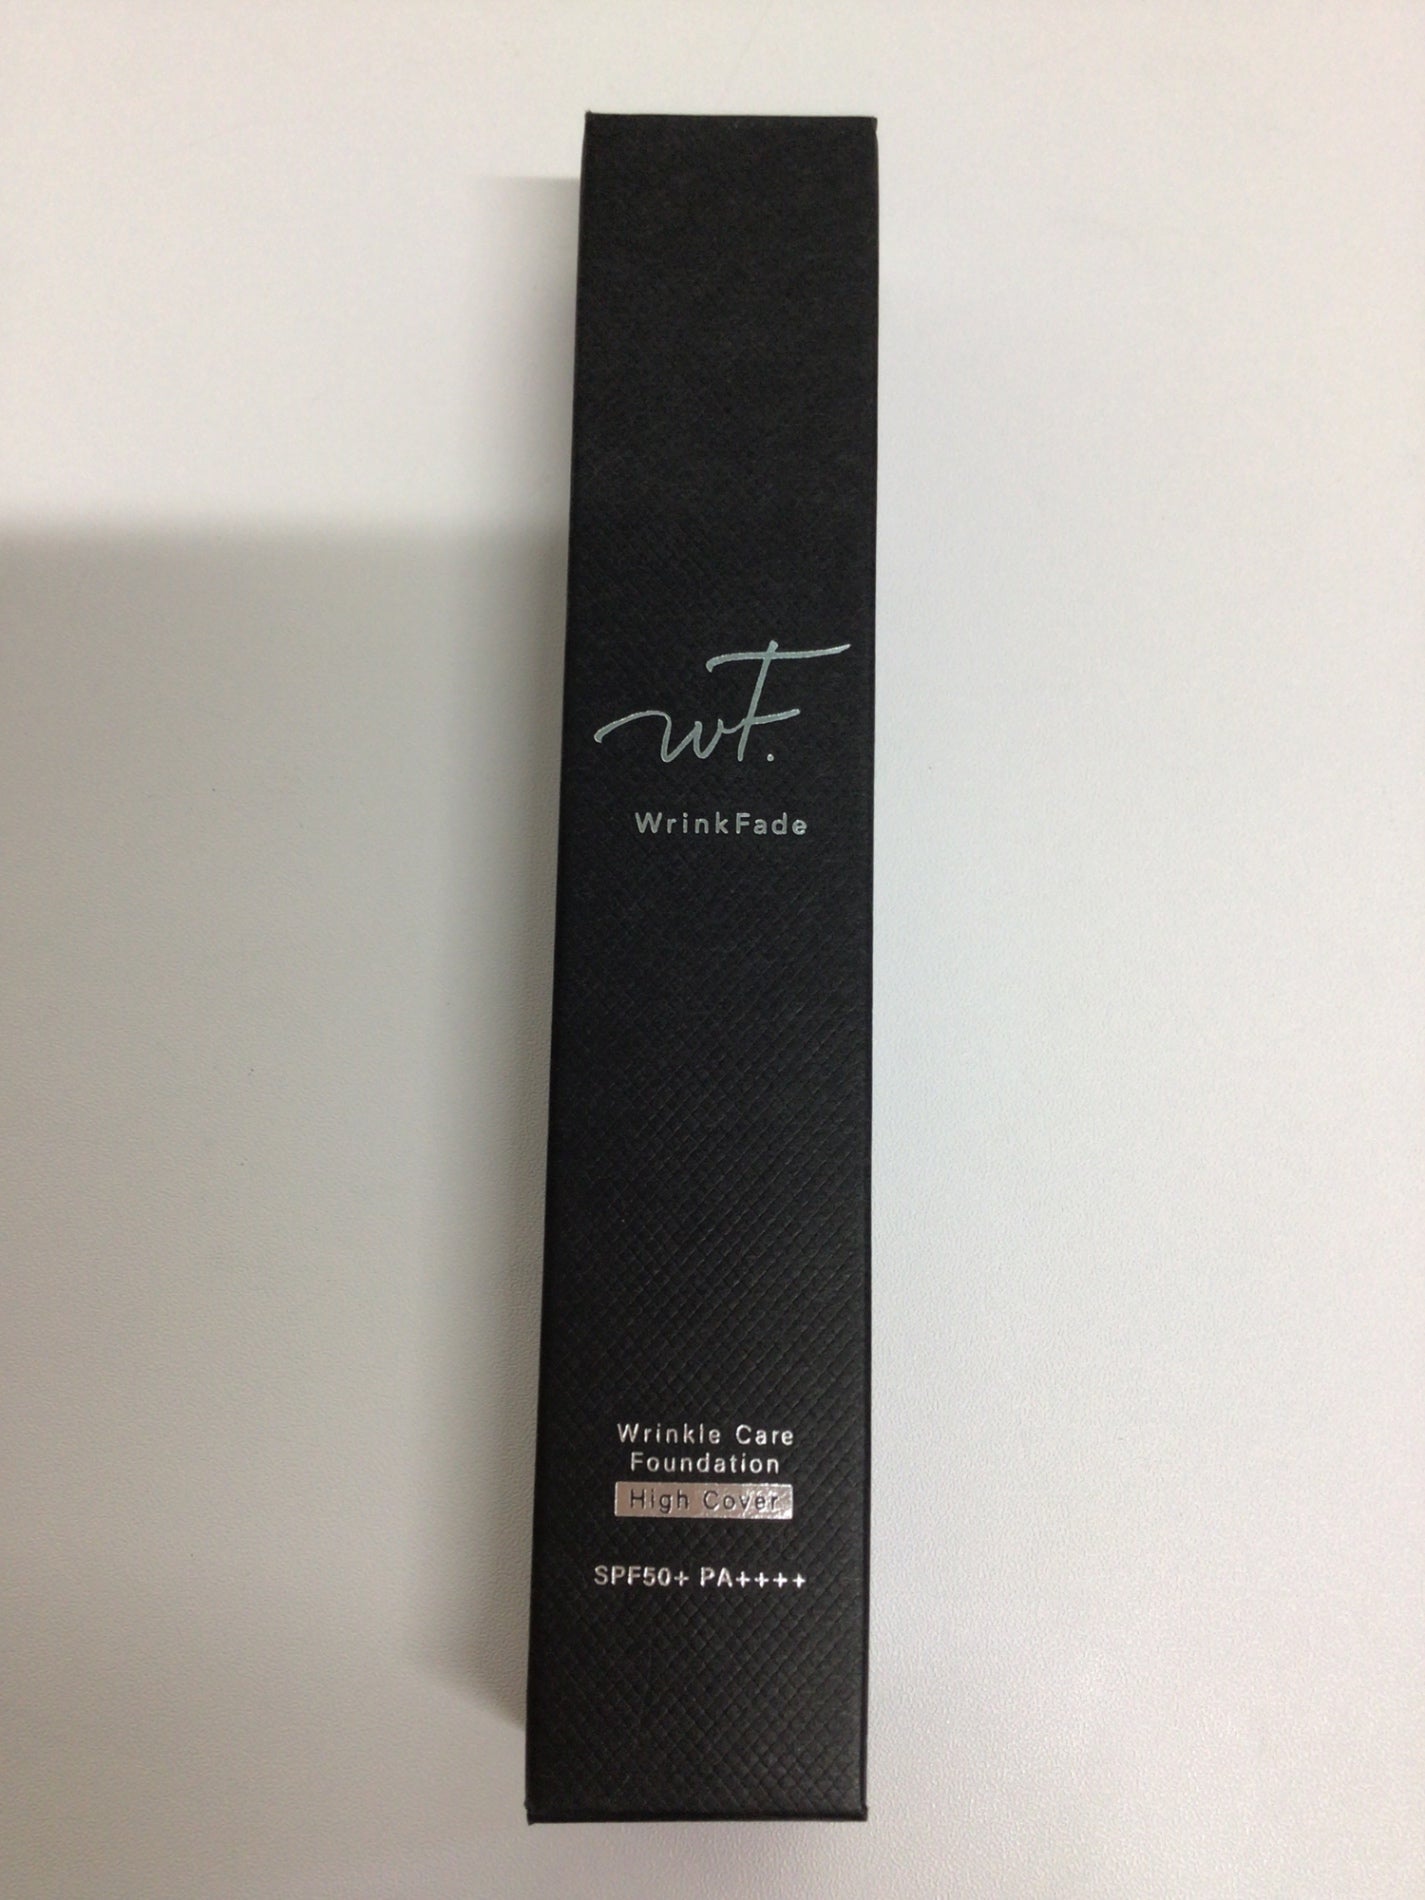 wF.
WrinkFade
Wrinkle Care
Foundation
High Cover
SPF50+ PA++++